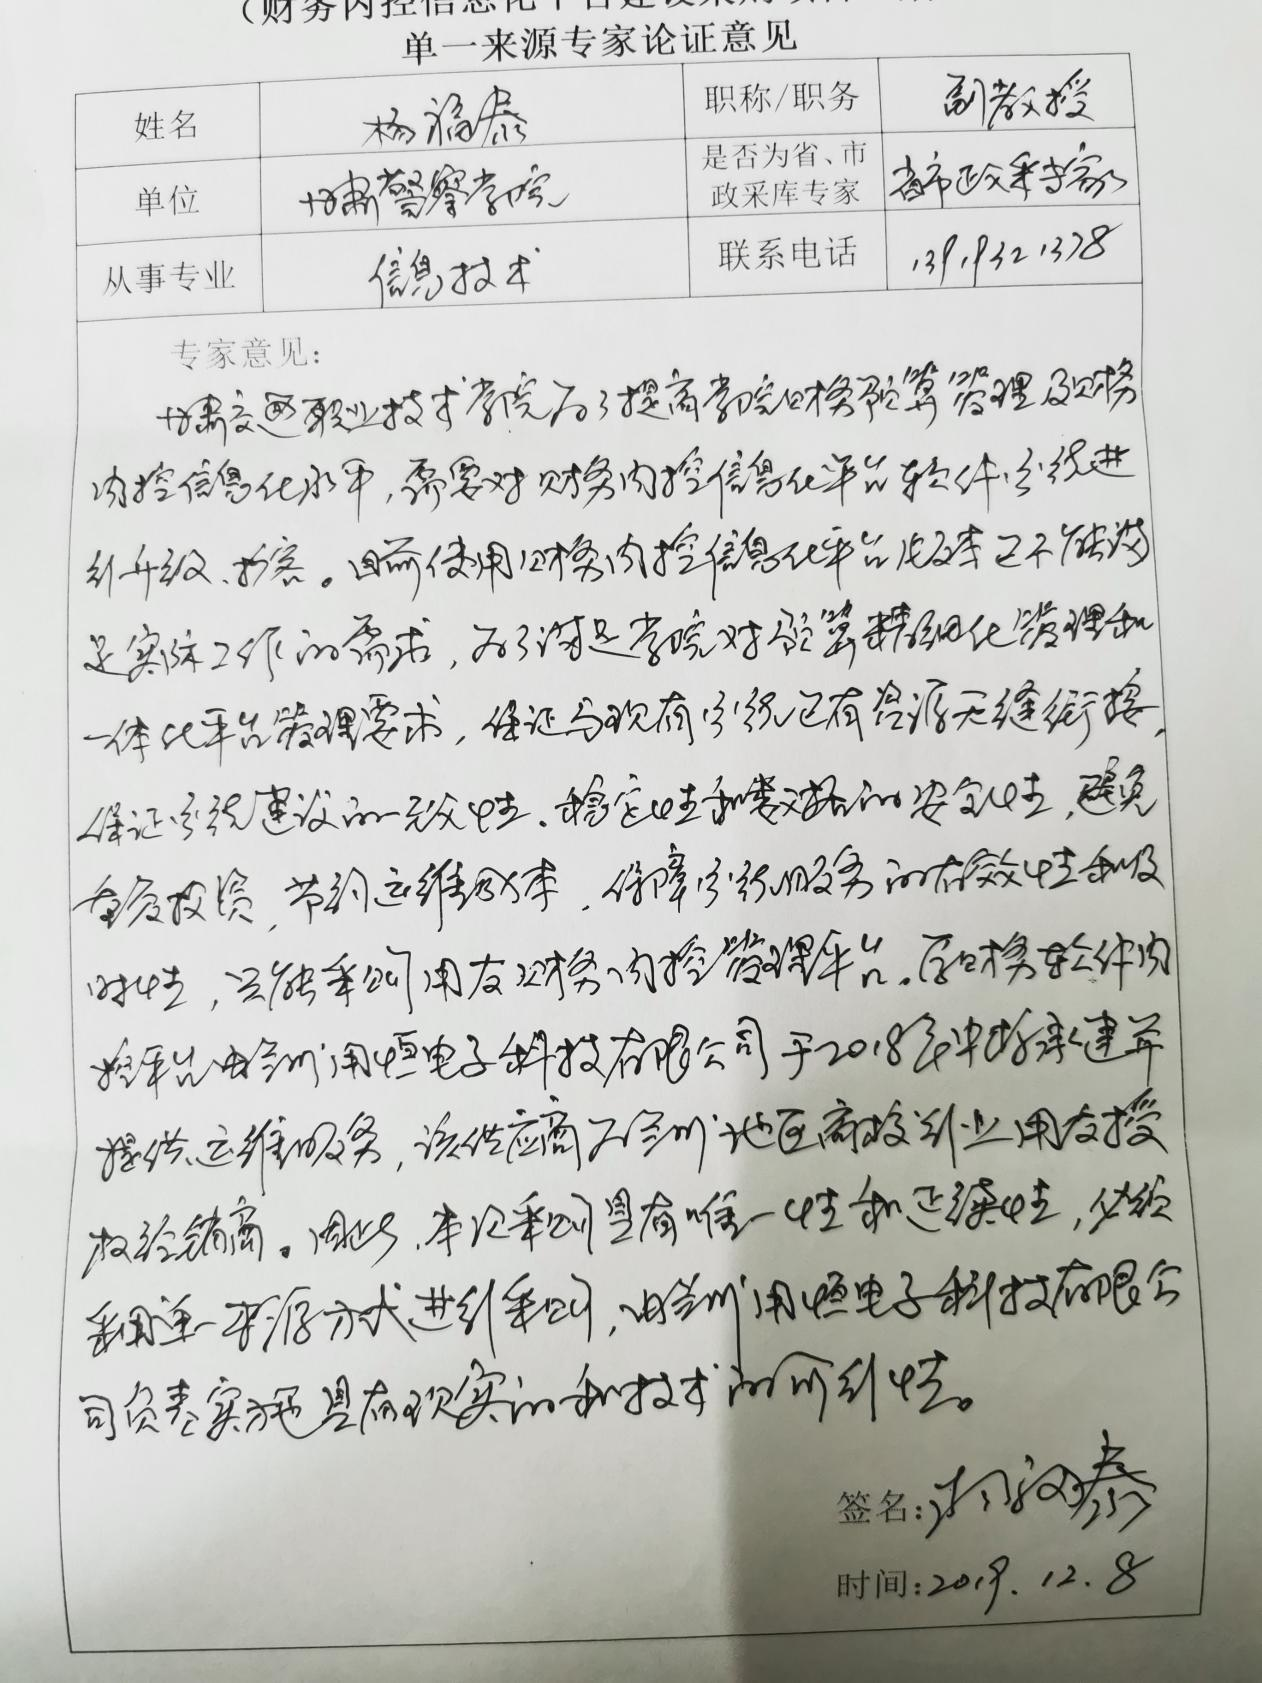 （财务内控信息化平台建设采购项目
单一来源专家论证意见
姓名 杨福泰 职称/职务 副教授
单位 甘肃警察学院 是否为省、市政采库专家 省市政采专家
从事专业 信息技术 联系电话 13919321378
专家意见：
甘肃交通职业技术学院为了提高学院财务预算管理及财务
内控信息化水平，需要对财务内控信息化平台软件系统进
行升级、扩容。目前使用财务内控信息化平台版本已不能满
足实际工作的需求，为了满足学院对预算精细化管理和
一体化平台管理要求，保证与现有系统已有资源无缝衔接，
保证系统建设的一致性、稳定性和数据的安全性，避免
重复投资，节约运维成本，保障系统服务的有效性和及
时性，只能采购用友财务内控管理平台。原财务软件内
控平台由兰州用恒电子科技有限公司于2018年中标承建并
提供运维服务，该供应商为兰州地区高校行业用友授
权经销商。因此，本次采购具有唯一性和延续性，必须
采用单一来源方式进行采购，由兰州用恒电子科技有限公
司负责实施具有现实的和技术的可行性。
签名：杨福泰
时间：2019.12.8